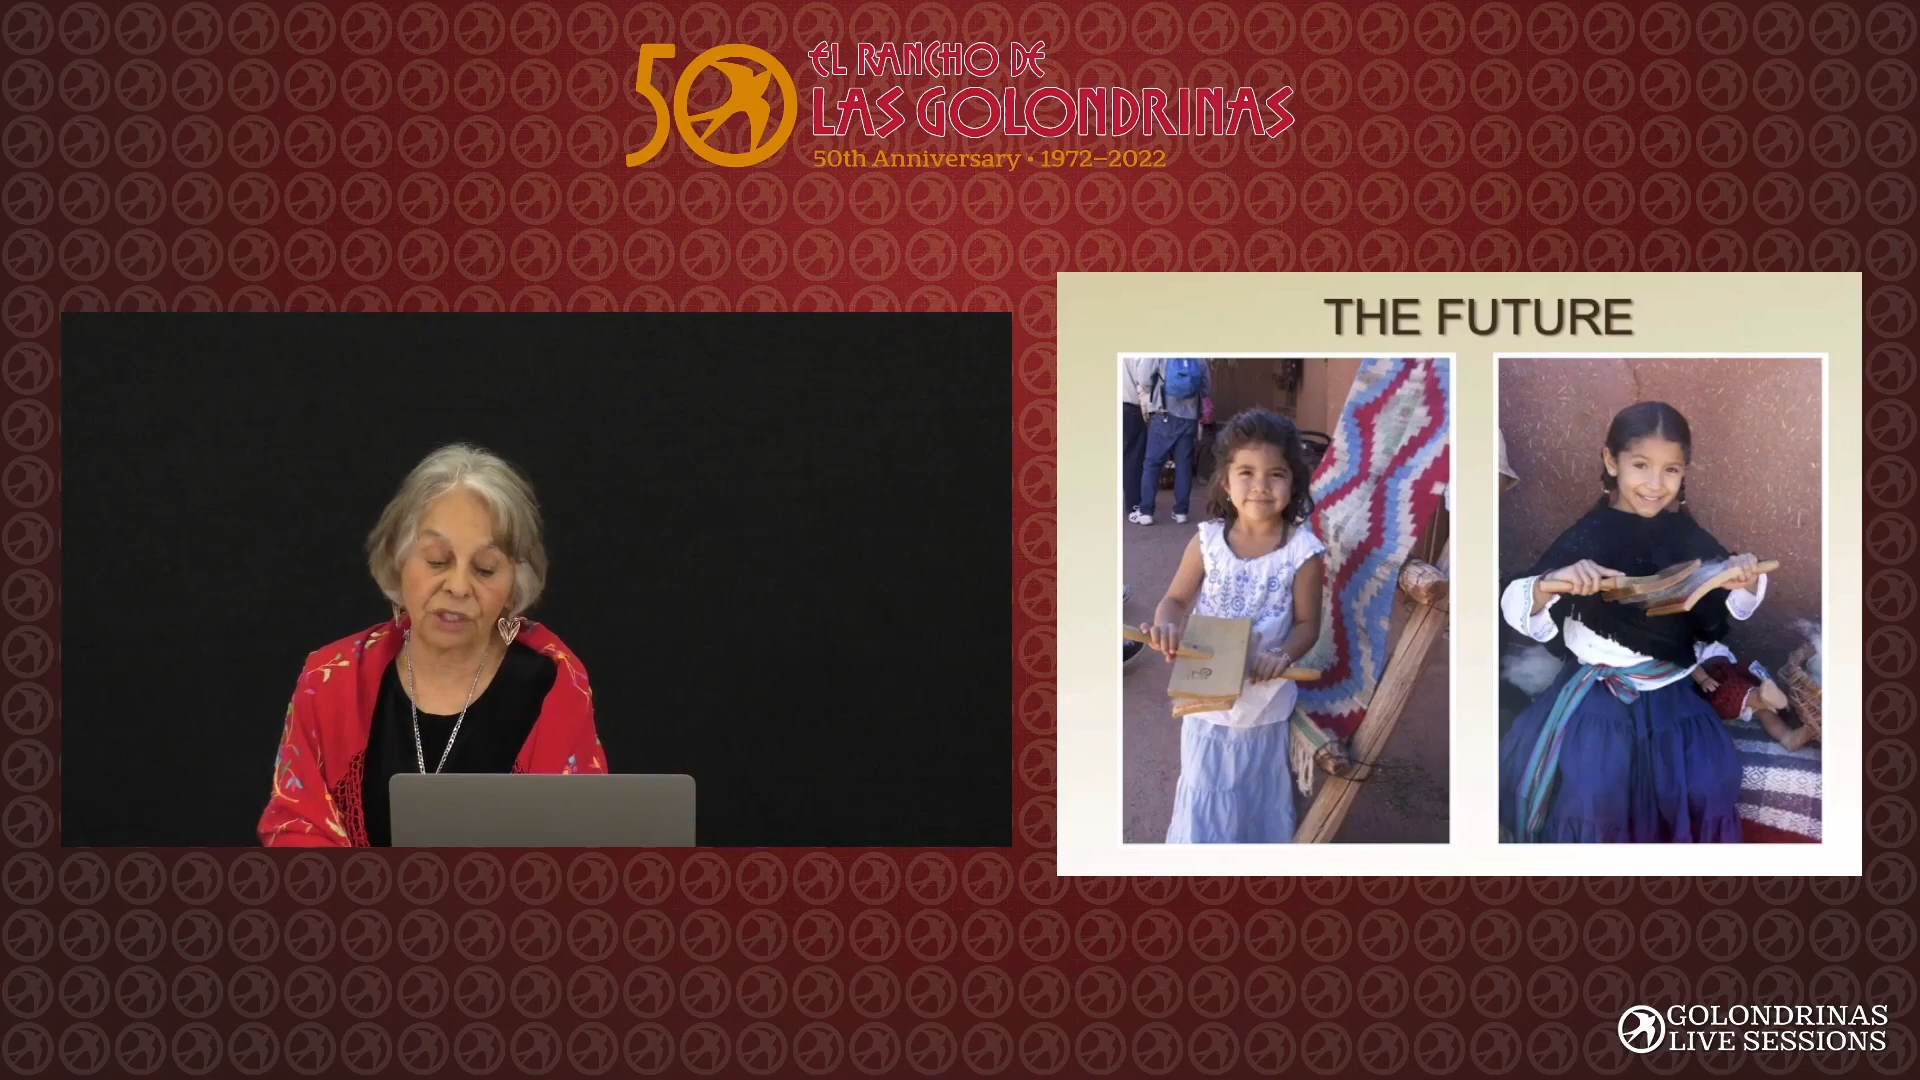 50
EL RANCHO DE
LAS GOLONDRINAS
50th Anniversary • 1972–2022
THE FUTURE
GOLONDRINAS
LIVE SESSIONS